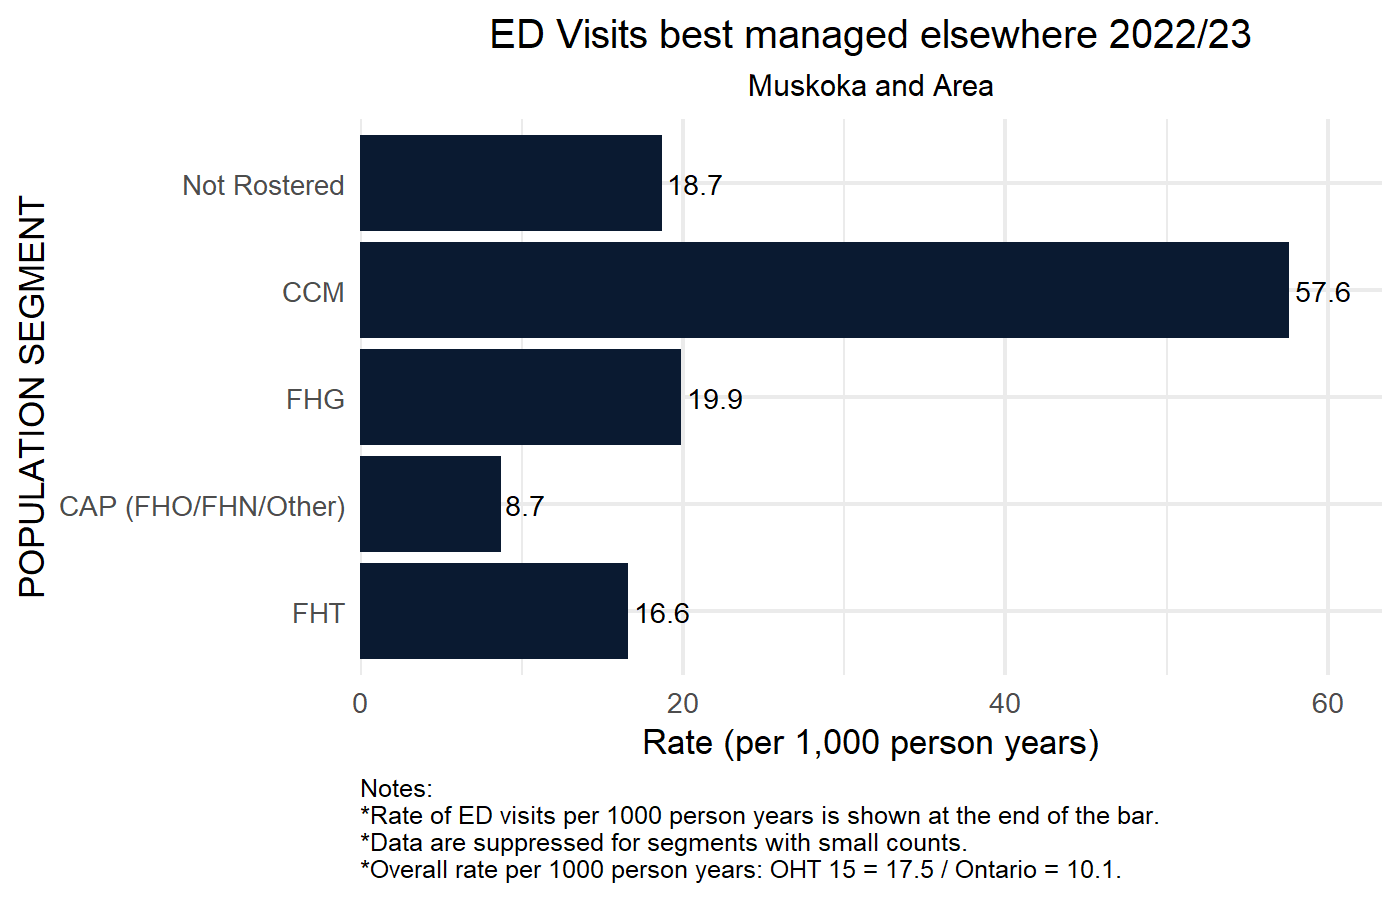 ED Visits best managed elsewhere 2022/23
Muskoka and Area
POPULATION SEGMENT
Not Rostered
18.7
CCM
57.6
FHG
19.9
CAP (FHO/FHN/Other)
8.7
FHT
16.6
0
20
40
60
Rate (per 1,000 person years)
Notes:
*Rate of ED visits per 1000 person years is shown at the end of the bar.
*Data are suppressed for segments with small counts.
*Overall rate per 1000 person years: OHT 15 = 17.5 / Ontario = 10.1.